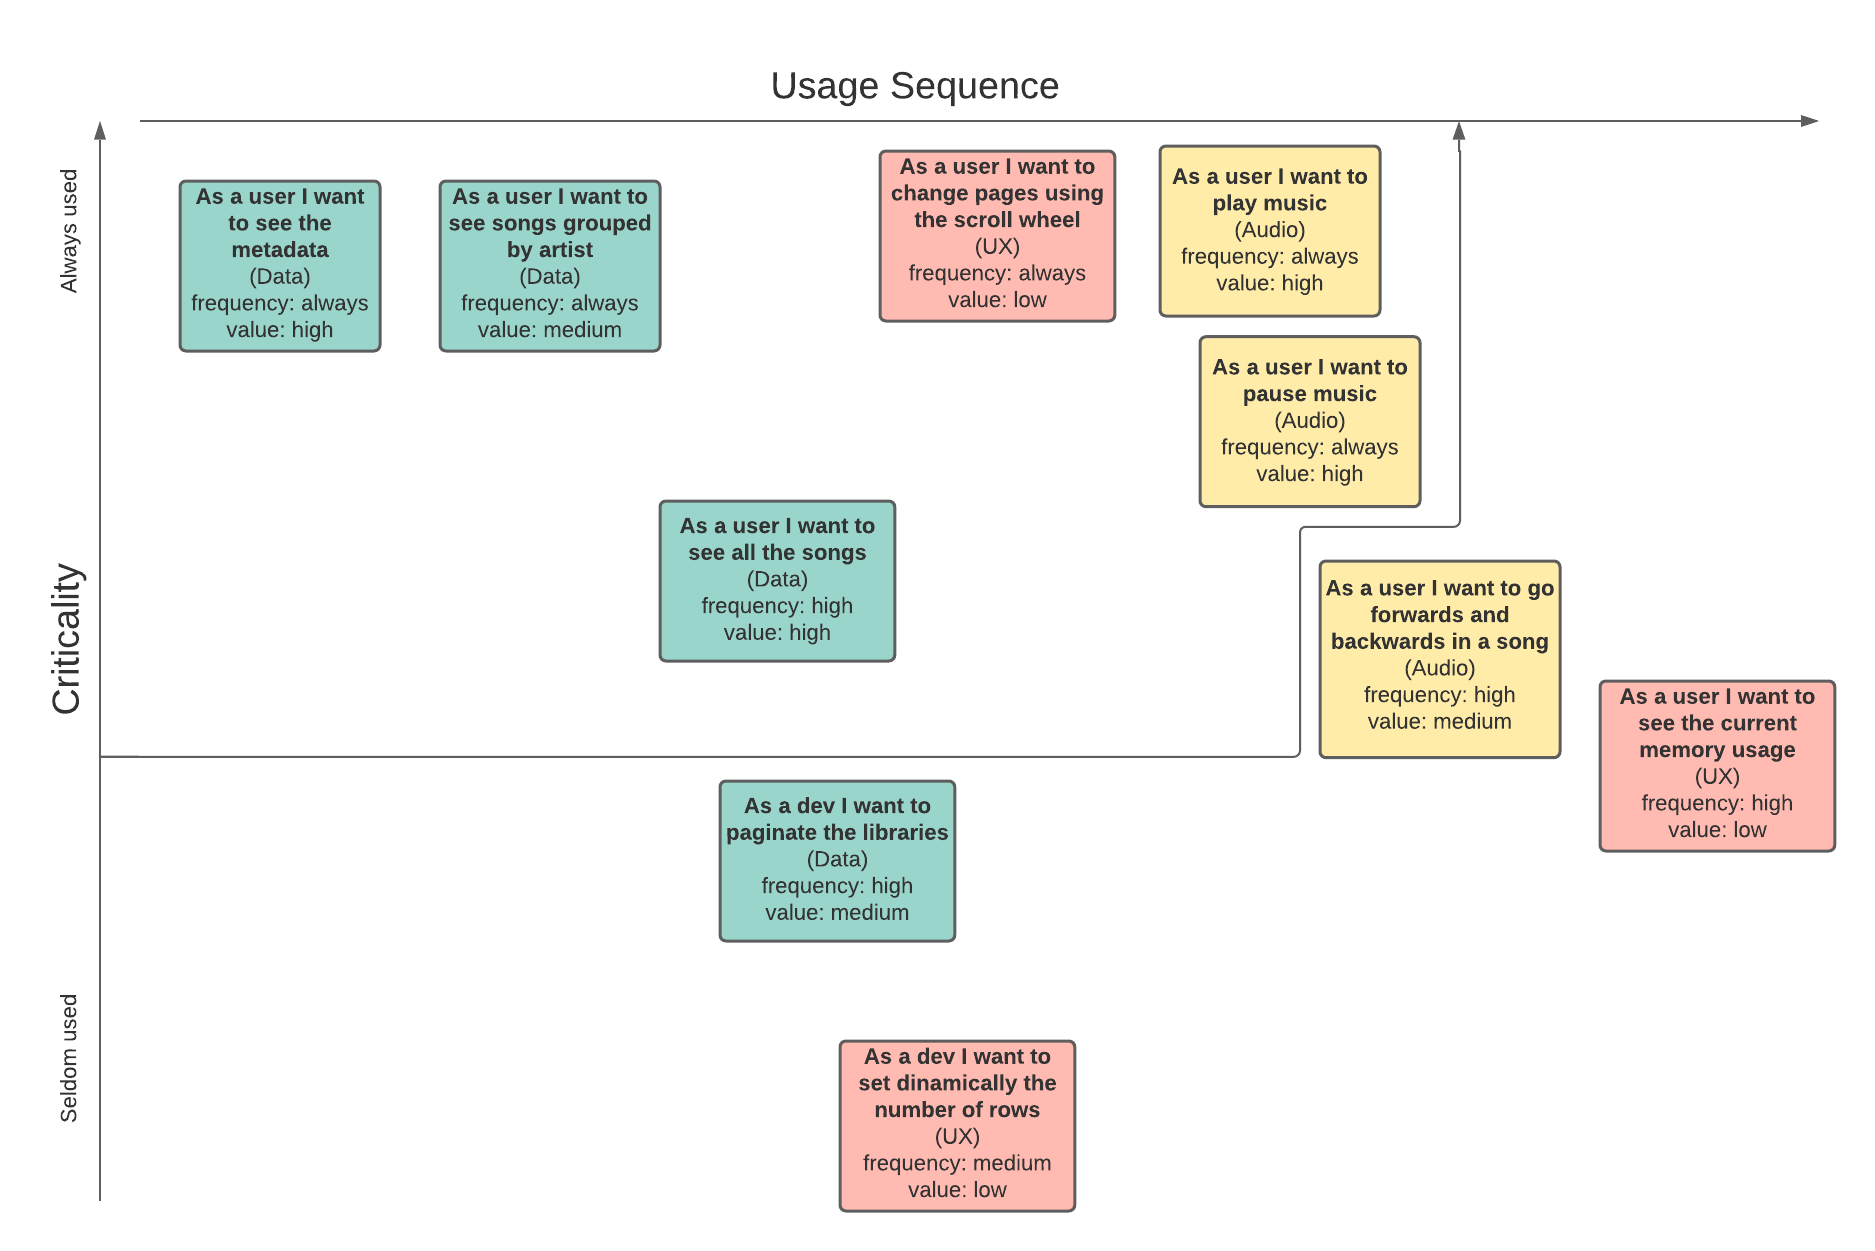 Usage Sequence
Always used
Criticality
Seldom used
As a user I want
to see the
metadata
(Data)
frequency: always
value: high
As a user I want to
see songs grouped
by artist
(Data)
frequency: always
value: medium
As a user I want to
change pages using
the scroll wheel
(UX)
frequency: always
value: low
As a user I want to
play music
(Audio)
frequency: always
value: high
As a user I want to
pause music
(Audio)
frequency: always
value: high
As a user I want to
see all the songs
(Data)
frequency: high
value: high
As a user I want to go
forwards and
backwards in a song
(Audio)
frequency: high
value: medium
As a user I want to
see the current
memory usage
(UX)
frequency: high
value: low
As a dev I want to
paginate the libraries
(Data)
frequency: high
value: medium
As a dev I want to
set dinamically the
number of rows
(UX)
frequency: medium
value: low